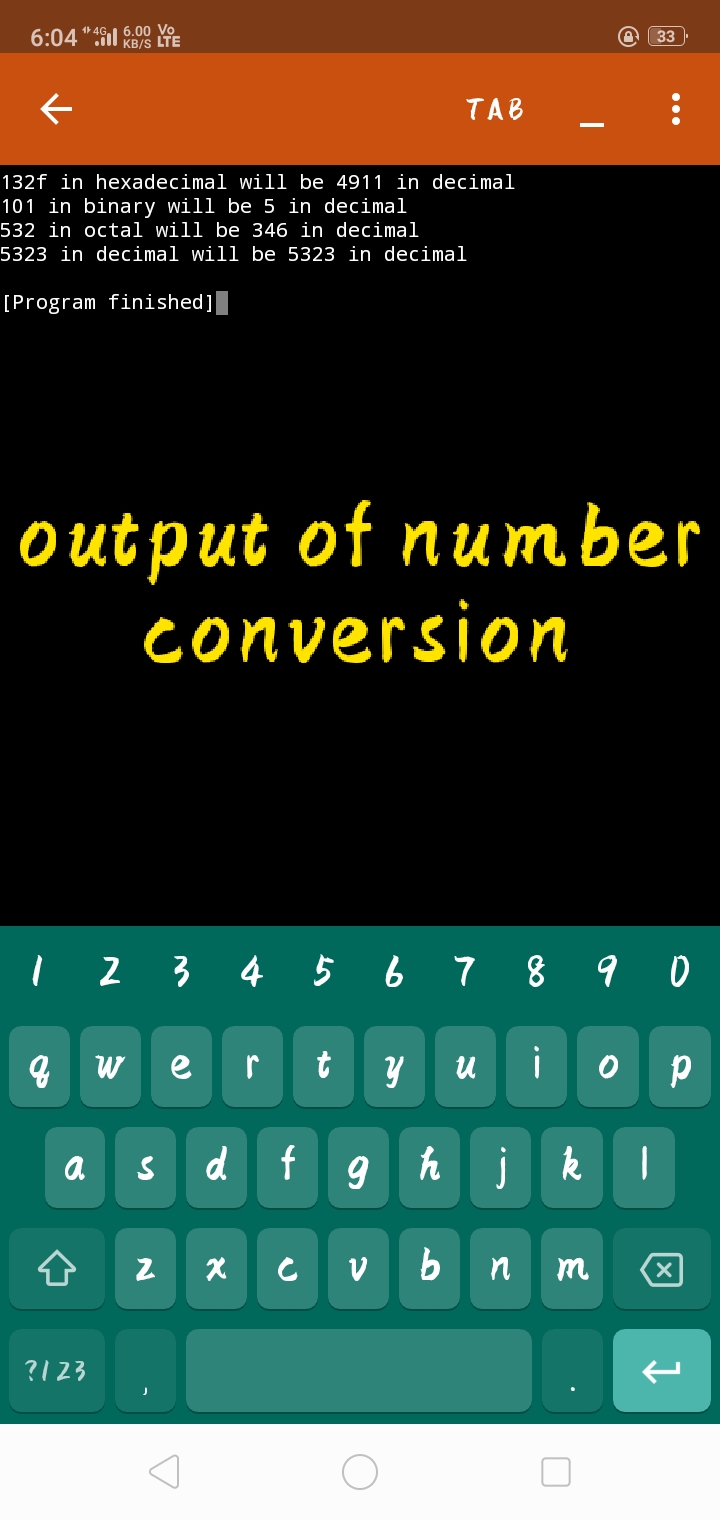 6:04 4G 6.00 KB/S Vo LTE 33
TAB _
132f in hexadecimal will be 4911 in decimal
101 in binary will be 5 in decimal
532 in octal will be 346 in decimal
5323 in decimal will be 5323 in decimal
[Program finished]
output of number
conversion
1 2 3 4 5 6 7 8 9 0
q w e r t y u i o p
a s d f g h j k l
z x c v b n m
?123 , .